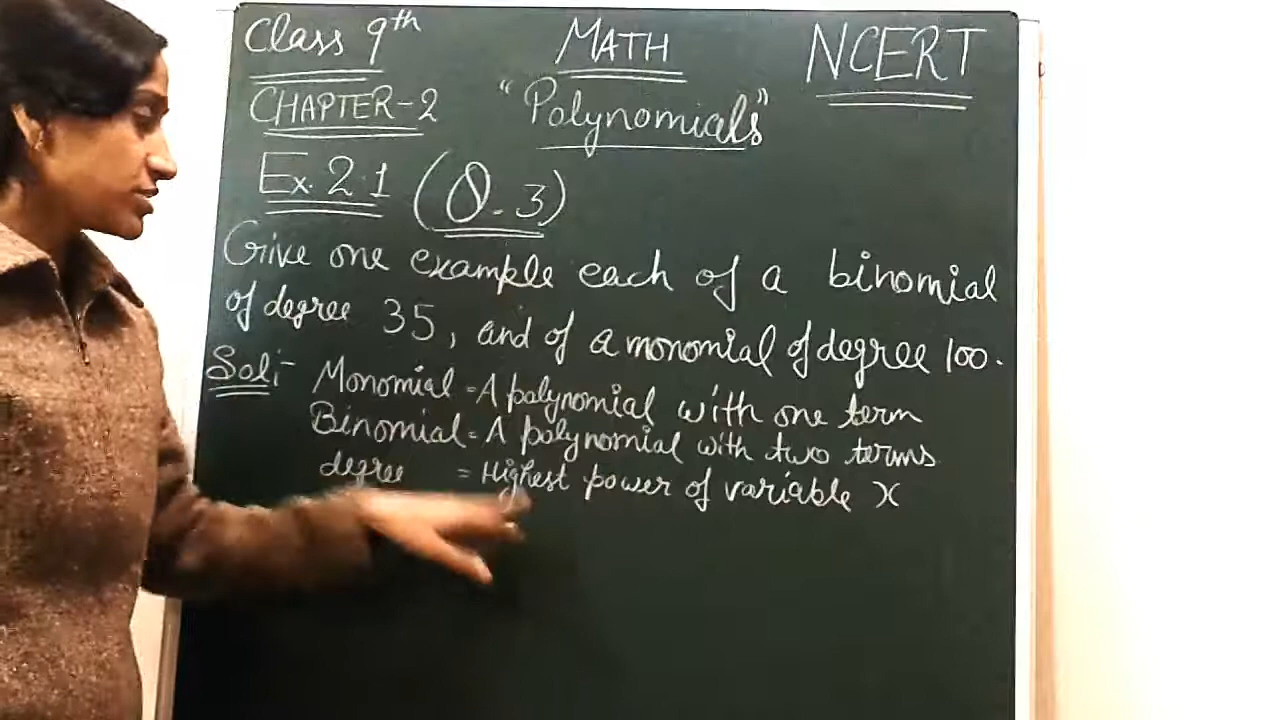 Class 9th MATH NCERT
CHAPTER-2 "Polynomials"
Ex. 2.1 (Q.3)
Give one example each of a binomial
of degree 35, and of a monomial of degree 100.
Sol:- Monomial = A polynomial with one term
Binomial = A polynomial with two terms
degree = Highest power of variable x